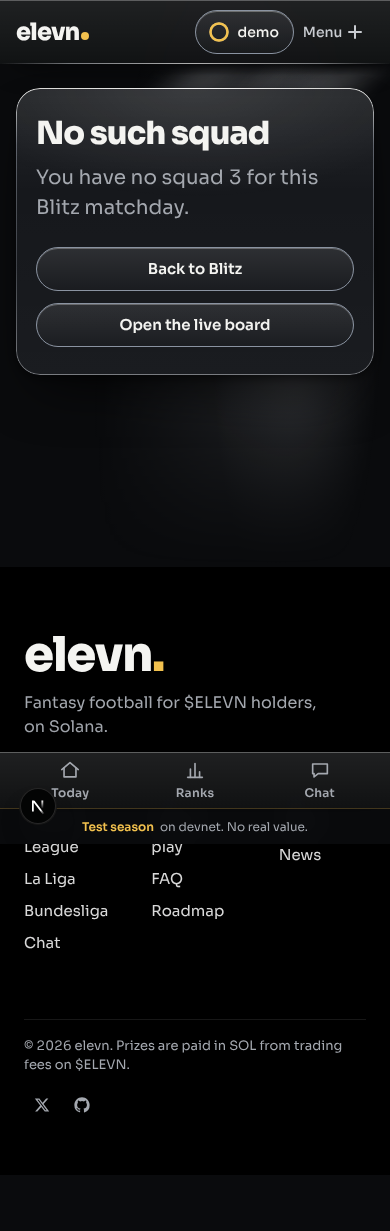 elevn.
demo
Menu
No such squad
You have no squad 3 for this
Blitz matchday.
Back to Blitz
Open the live board
elevn.
Fantasy football for $ELEVN holders,
on Solana.
Today
Ranks
Chat
N
Test season on devnet. No real value.
League
play
News
La Liga
FAQ
Bundesliga
Roadmap
Chat
© 2026 elevn. Prizes are paid in SOL from trading
fees on $ELEVN.